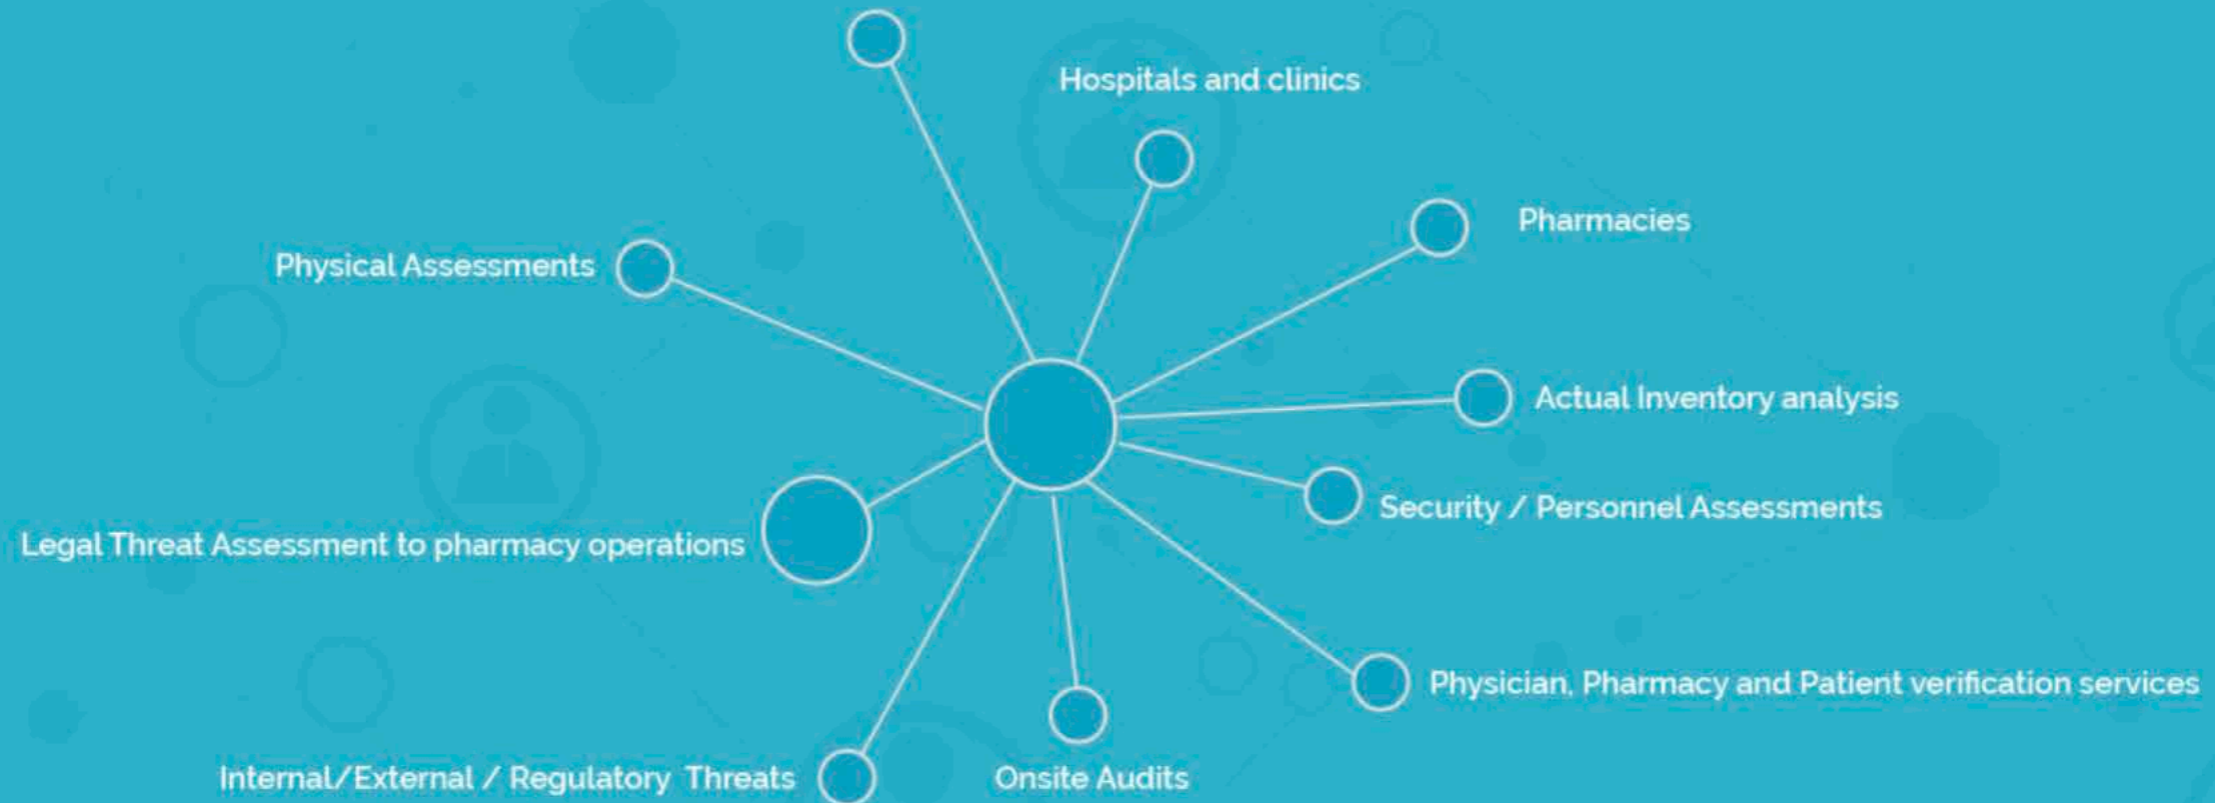 Hospitals and clinics
Pharmacies
Physical Assessments
Actual Inventory analysis
Security / Personnel Assessments
Legal Threat Assessment to pharmacy operations
Physician, Pharmacy and Patient verification services
Internal/External / Regulatory Threats
Onsite Audits